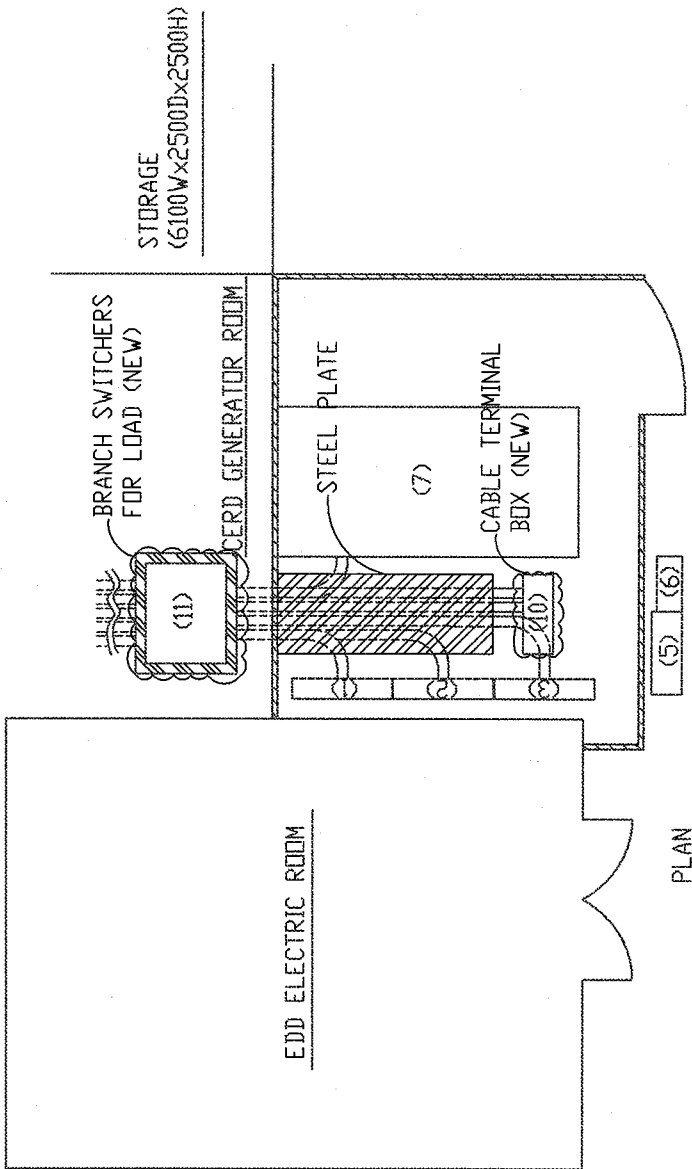 STORAGE
(6100Wx2500Dx2500H)
BRANCH SWITCHERS
FOR LOAD (NEW)
CERD GENERATOR ROOM
STEEL PLATE
CABLE TERMINAL
BOX (NEW)
(11)
(7)
(10)
(5)
(6)
EDD ELECTRIC ROOM
PLAN